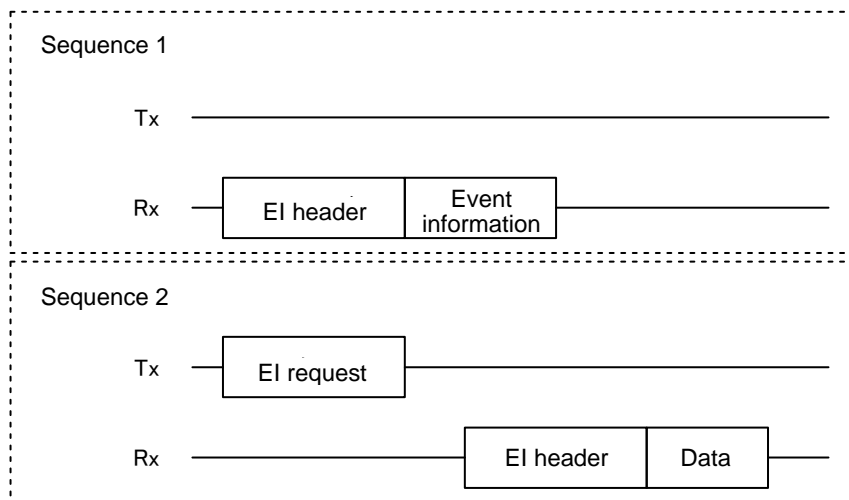 Sequence 1
Tx
Rx
EI header
Event
information
Sequence 2
Tx
EI request
Rx
EI header
Data